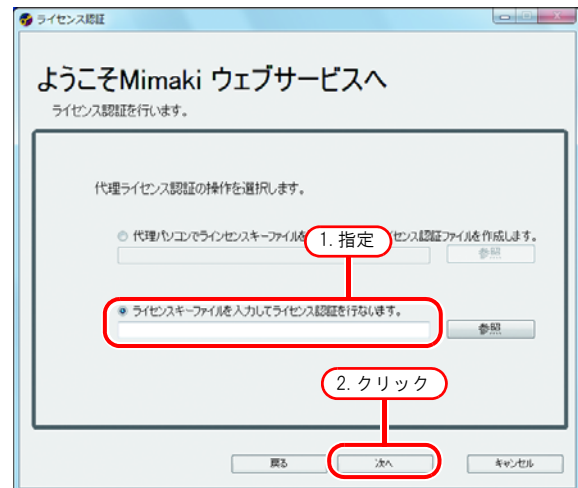 ライセンス認証
ようこそMimaki ウェブサービスへ
ライセンス認証を行います。
代理ライセンス認証の操作を選択します。
代理パソコンでラインセンスキーファイルを
1. 指定
センス認証ファイルを作成します。
参照
ライセンスキーファイルを入力してライセンス認証を行ないます。
参照
2. クリック
戻る
次へ
キャンセル